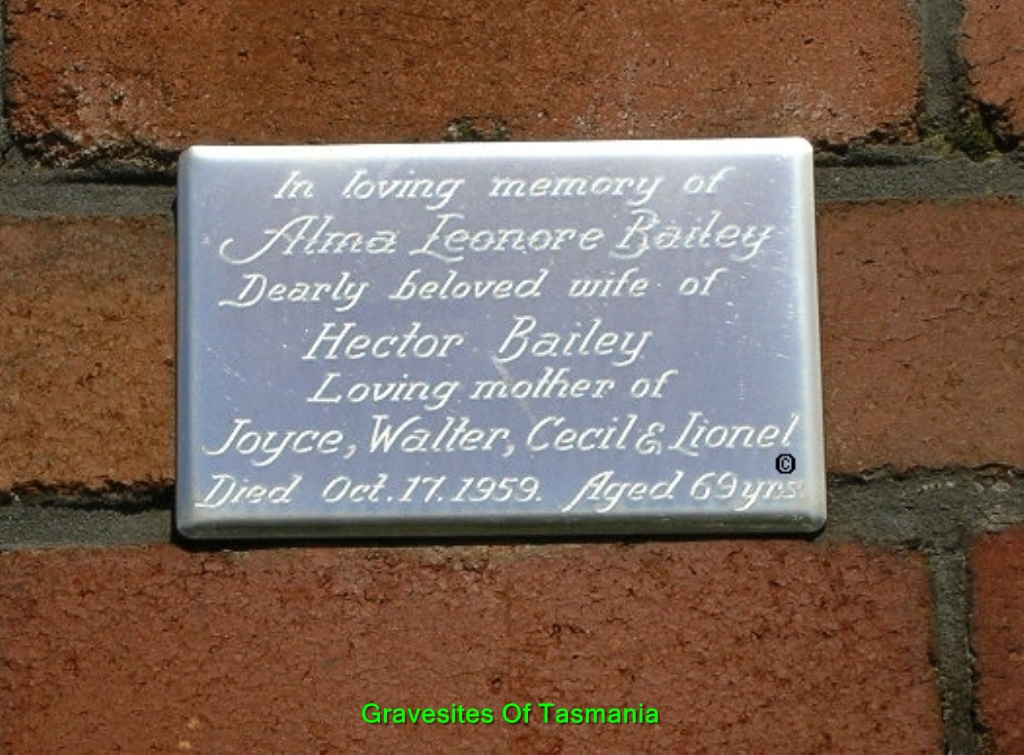 In loving memory of
Alma Leonore Bailey
Dearly beloved wife of
Hector Bailey
Loving mother of
Joyce, Walter, Cecil & Lionel
©
Died Oct. 17. 1959. Aged 69 yrs.
Gravesites Of Tasmania